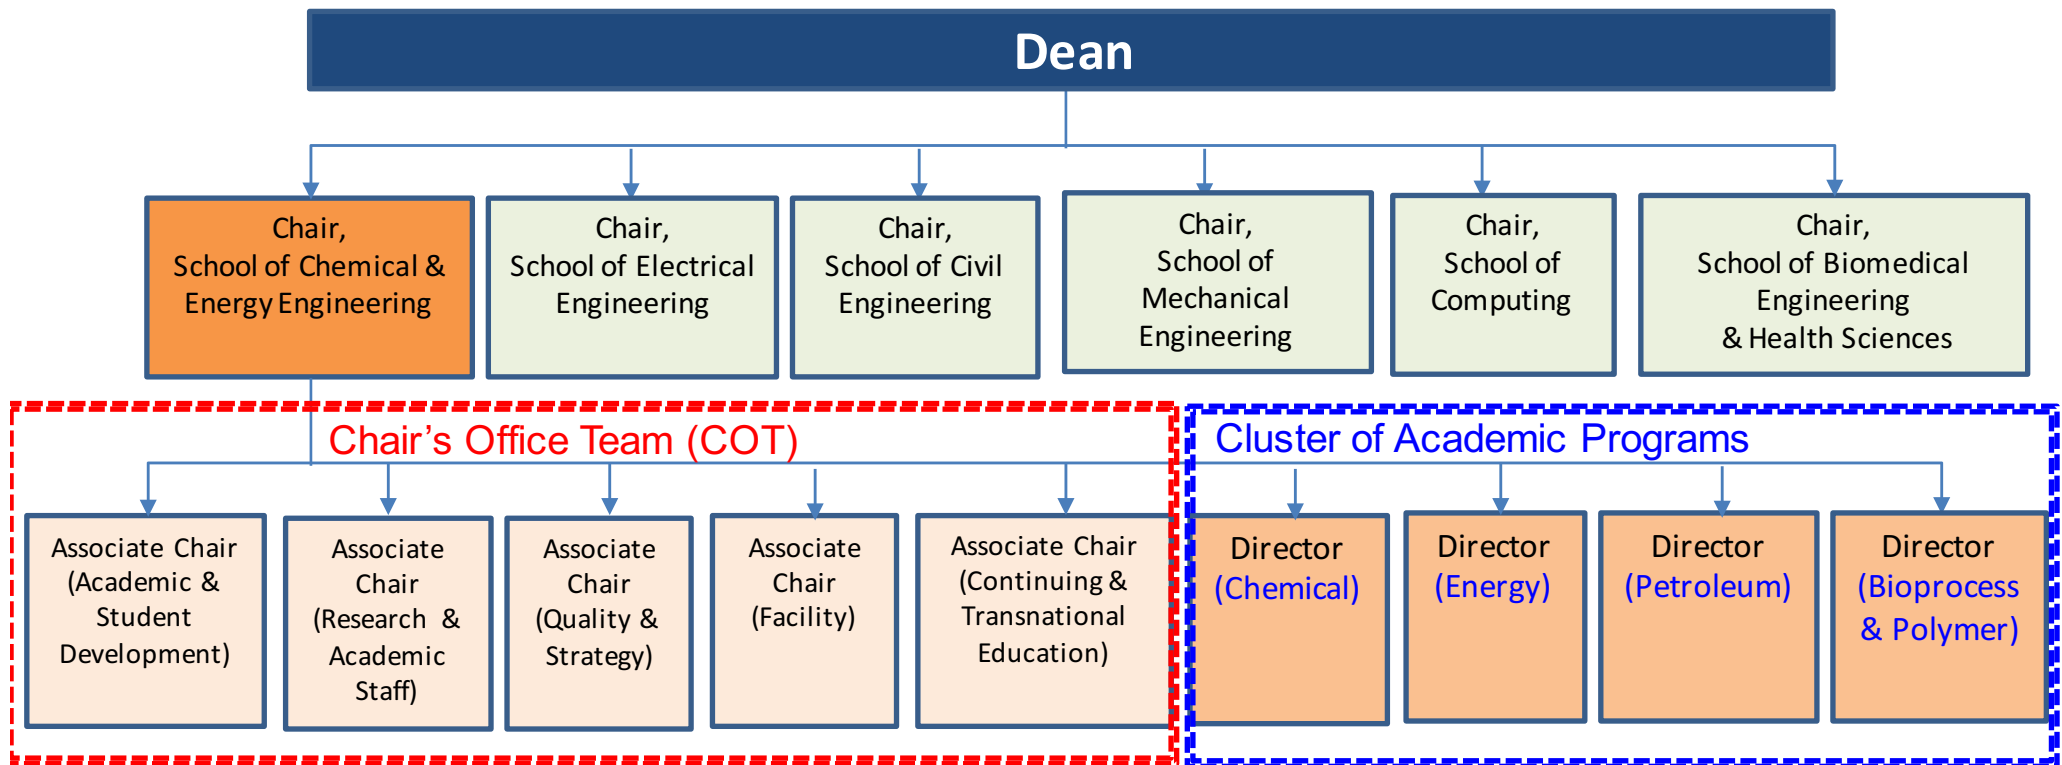 Dean
Chair,
School of Chemical &
Energy Engineering
Chair,
School of Electrical
Engineering
Chair,
School of Civil
Engineering
Chair,
School of
Mechanical
Engineering
Chair,
School of
Computing
Chair,
School of Biomedical
Engineering
& Health Sciences
Chair’s Office Team (COT)
Cluster of Academic Programs
Associate Chair
(Academic &
Student
Development)
Associate
Chair
(Research &
Academic
Staff)
Associate
Chair
(Quality &
Strategy)
Associate
Chair
(Facility)
Associate Chair
(Continuing &
Transnational
Education)
Director
(Chemical)
Director
(Energy)
Director
(Petroleum)
Director
(Bioprocess
& Polymer)